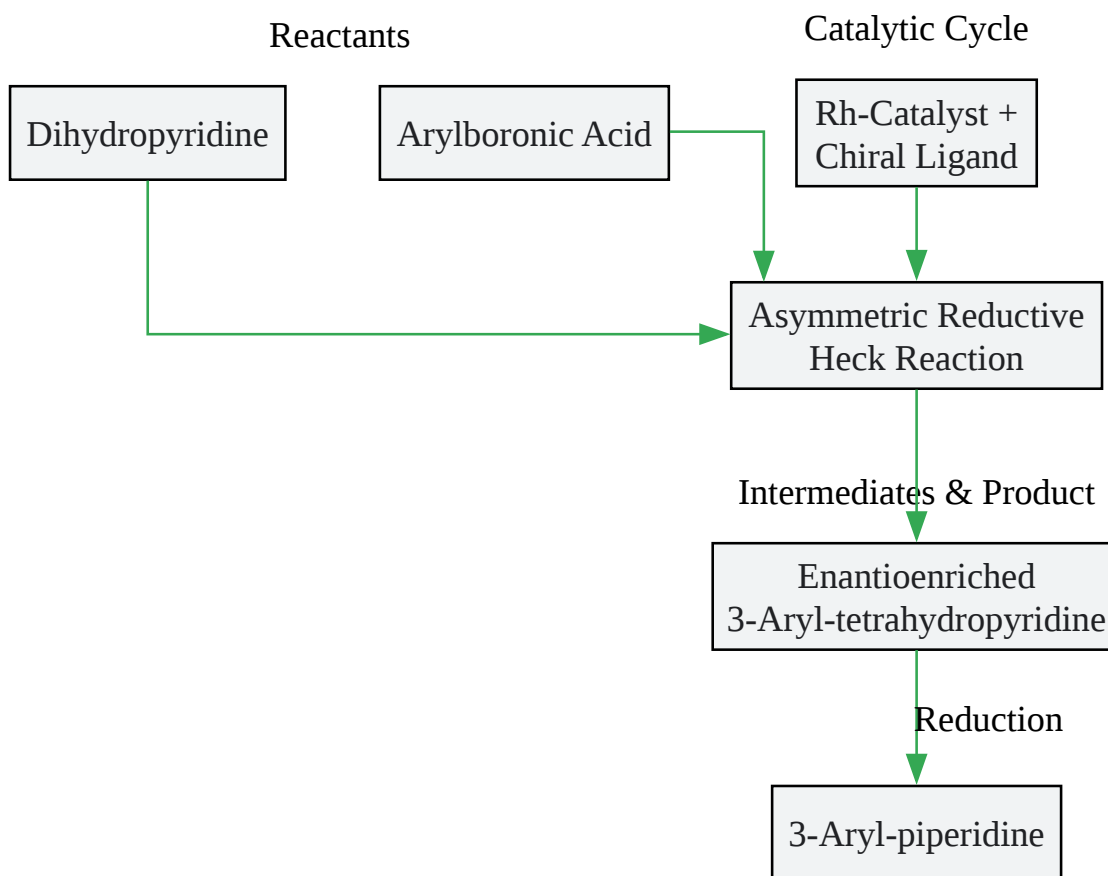 Reactants
Catalytic Cycle
Dihydropyridine
Arylboronic Acid
Rh-Catalyst +
Chiral Ligand
Asymmetric Reductive
Heck Reaction
Intermediates & Product
Enantioenriched
3-Aryl-tetrahydropyridine
Reduction
3-Aryl-piperidine